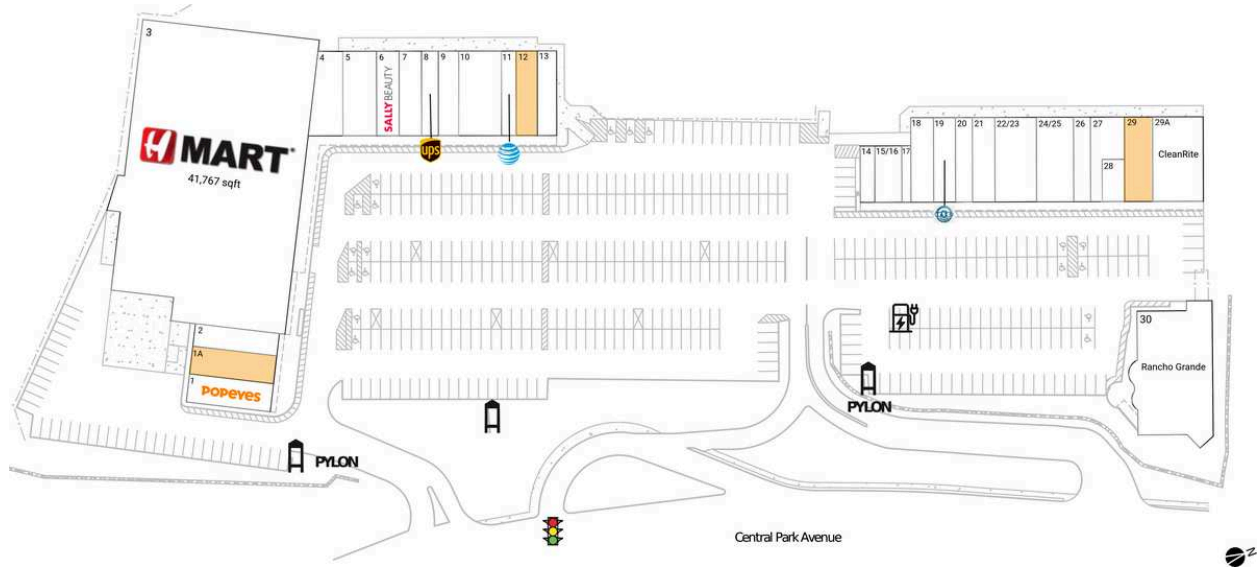 3
H MART
41,767 sqft
4
5
6
SALLY BEAUTY
7
8
ups
9
10
11
12
13
14
15/16
17
18
19
20
21
22/23
24/25
26
27
28
29
29A
CleanRite
2
1A
1
POPEYES
PYLON
PYLON
30
Rancho Grande
Central Park Avenue
Z